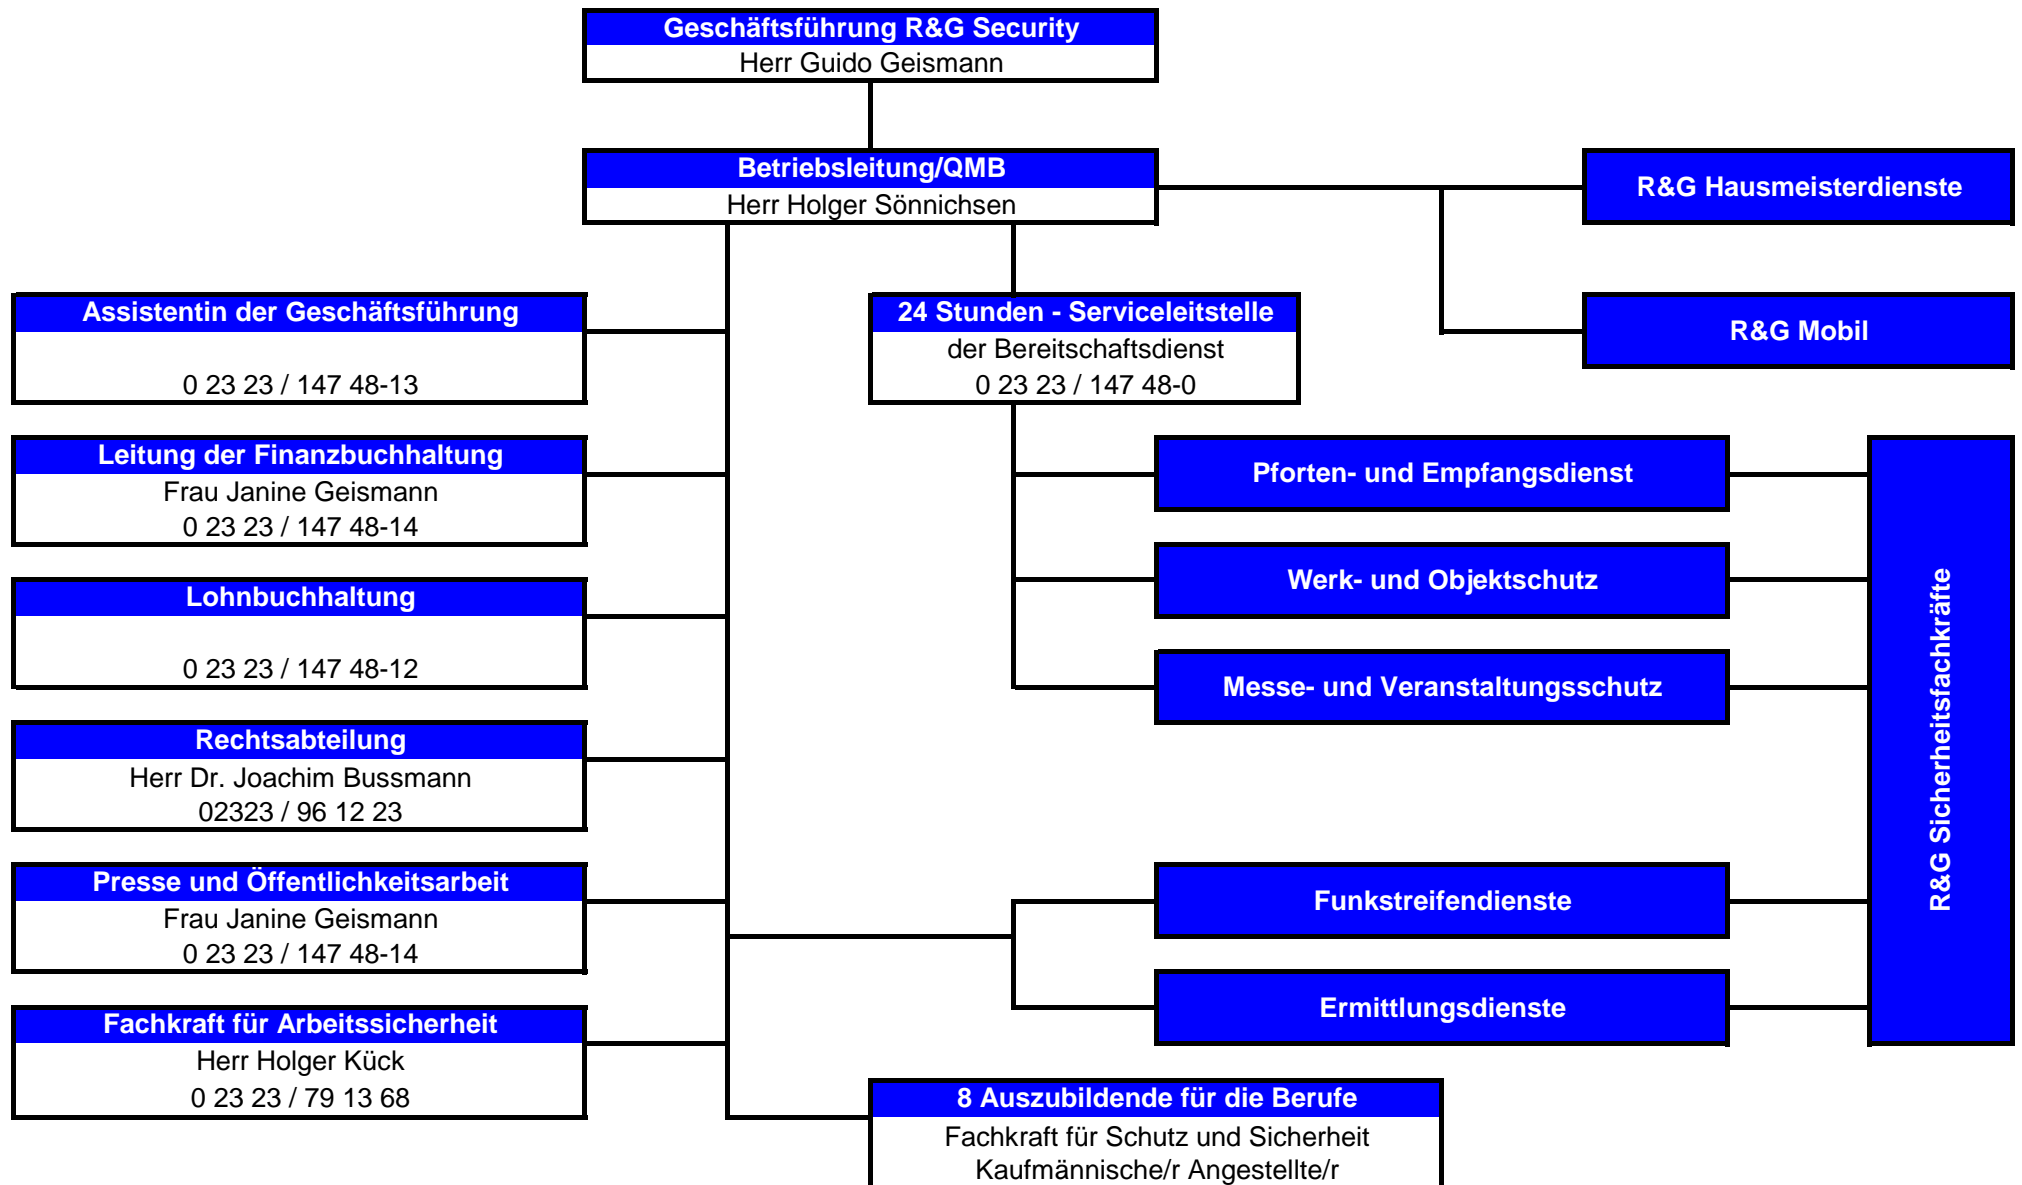 Geschäftsführung R&G Security
Herr Guido Geismann
Betriebsleitung/QMB
Herr Holger Sönnichsen
R&G Hausmeisterdienste
R&G Mobil
Assistentin der Geschäftsführung
0 23 23 / 147 48-13
24 Stunden - Serviceleitstelle
der Bereitschaftsdienst
0 23 23 / 147 48-0
Leitung der Finanzbuchhaltung
Frau Janine Geismann
0 23 23 / 147 48-14
Lohnbuchhaltung
0 23 23 / 147 48-12
Rechtsabteilung
Herr Dr. Joachim Bussmann
02323 / 96 12 23
Presse und Öffentlichkeitsarbeit
Frau Janine Geismann
0 23 23 / 147 48-14
Fachkraft für Arbeitssicherheit
Herr Holger Kück
0 23 23 / 79 13 68
Pforten- und Empfangsdienst
Werk- und Objektschutz
Messe- und Veranstaltungsschutz
Funkstreifendienste
Ermittlungsdienste
R&G Sicherheitsfachkräfte
8 Auszubildende für die Berufe
Fachkraft für Schutz und Sicherheit
Kaufmännische/r Angestellte/r